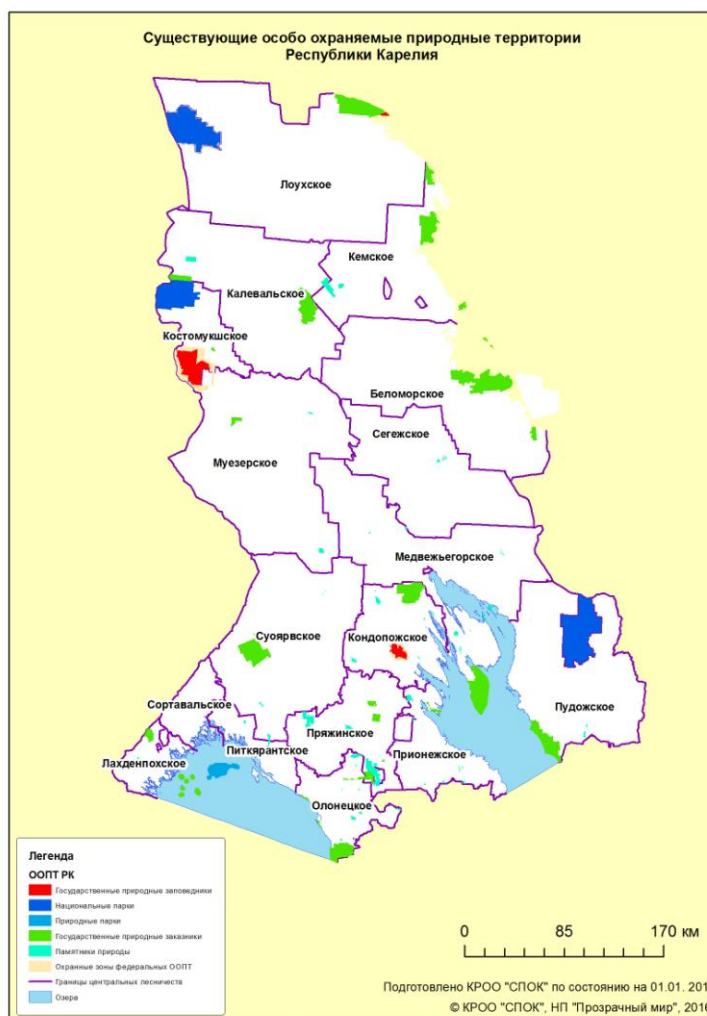 Существующие особо охраняемые природные территории
Республики Карелия
Лоухское
Кемское
Калевальское
Костомукшское
Беломорское
Сегежское
Муезерское
Медвежьегорское
Суоярвское
Кондопожское
Пудожское
Сортавальское
Пряжинское
Питкярантское
Прионежское
Лахденпохское
Олонецкое
Легенда
ООПТ РК
Государственные природные заповедники
Национальные парки
Природные парки
Государственные природные заказники
Памятники природы
Охранные зоны федеральных ООПТ
Границы центральных лесничеств
Озера
0 85 170 км
Подготовлено КРОО "СПОК" по состоянию на 01.01. 201
© КРОО "СПОК", НП "Прозрачный мир", 2016